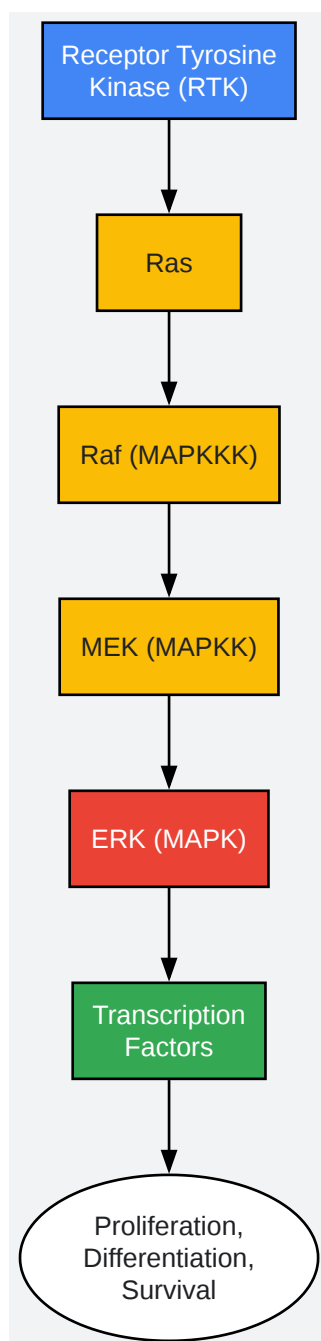 Receptor Tyrosine
Kinase (RTK)
Ras
Raf (MAPKKK)
MEK (MAPKK)
ERK (MAPK)
Transcription
Factors
Proliferation,
Differentiation,
Survival